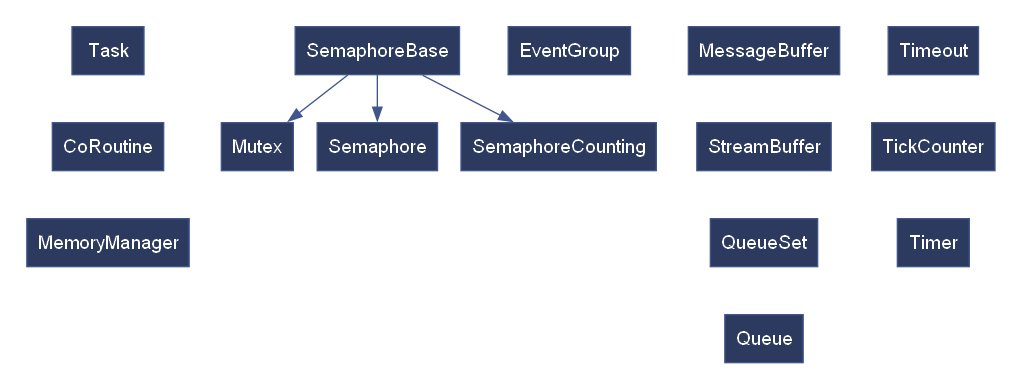 Task
SemaphoreBase
EventGroup
MessageBuffer
Timeout
CoRoutine
Mutex
Semaphore
SemaphoreCounting
StreamBuffer
TickCounter
MemoryManager
QueueSet
Timer
Queue